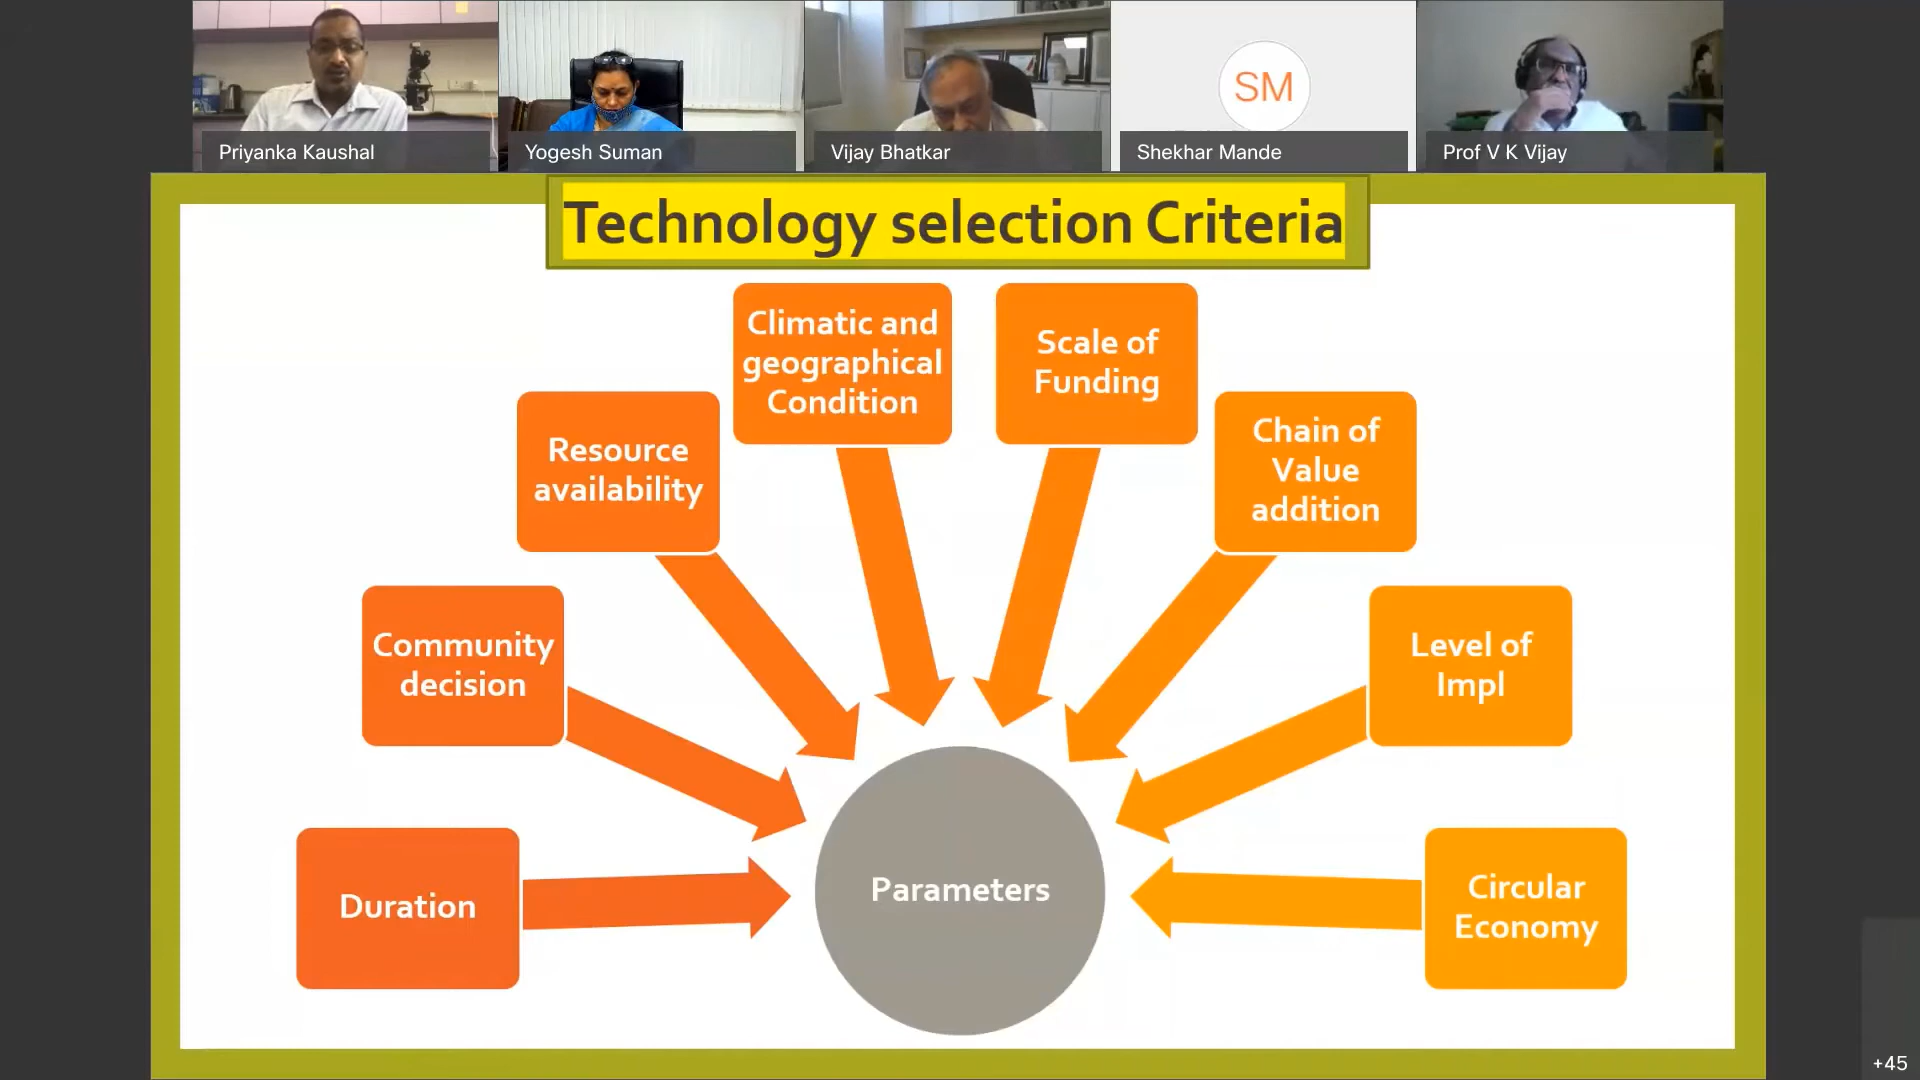 Priyanka Kaushal
Yogesh Suman
Vijay Bhatkar
SM
Shekhar Mande
Prof V K Vijay
Technology selection Criteria
Climatic and
geographical
Condition
Scale of
Funding
Resource
availability
Chain of
Value
addition
Community
decision
Level of
Impl
Duration
Parameters
Circular
Economy
+45